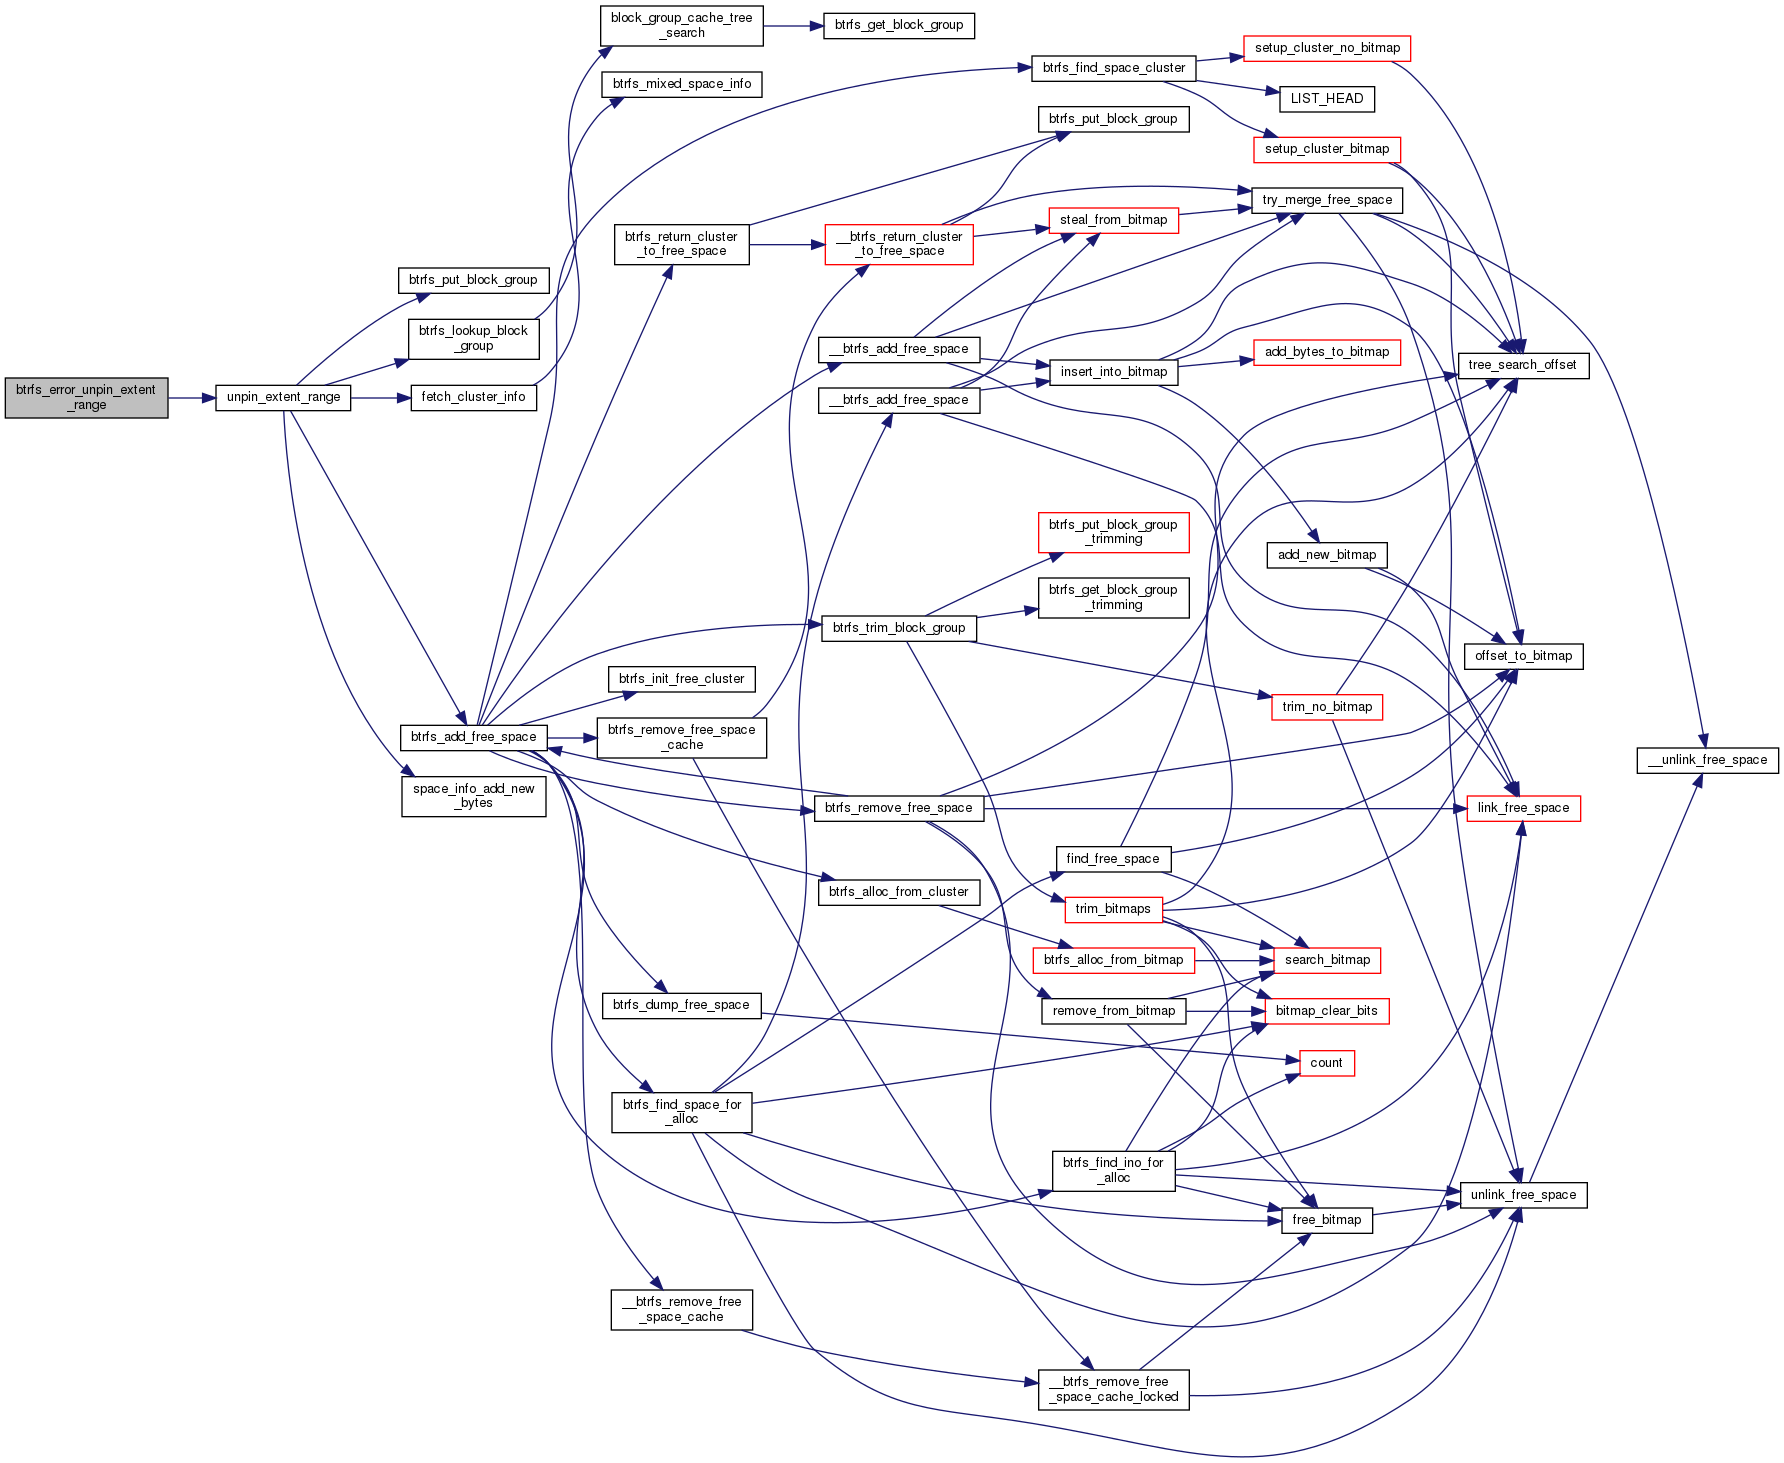 btrfs_error_unpin_extent
_range
unpin_extent_range
btrfs_put_block_group
btrfs_lookup_block
_group
fetch_cluster_info
btrfs_add_free_space
space_info_add_new
_bytes
block_group_cache_tree
_search
btrfs_mixed_space_info
btrfs_return_cluster
_to_free_space
btrfs_init_free_cluster
btrfs_remove_free_space
_cache
btrfs_dump_free_space
btrfs_find_space_for
_alloc
__btrfs_remove_free
_space_cache
btrfs_get_block_group
__btrfs_return_cluster
_to_free_space
__btrfs_add_free_space
__btrfs_add_free_space
btrfs_trim_block_group
btrfs_remove_free_space
btrfs_alloc_from_cluster
btrfs_find_space_cluster
btrfs_put_block_group
steal_from_bitmap
insert_into_bitmap
btrfs_put_block_group
_trimming
btrfs_get_block_group
_trimming
find_free_space
trim_bitmaps
btrfs_alloc_from_bitmap
remove_from_bitmap
btrfs_find_ino_for
_alloc
__btrfs_remove_free
_space_cache_locked
setup_cluster_no_bitmap
LIST_HEAD
setup_cluster_bitmap
try_merge_free_space
add_bytes_to_bitmap
add_new_bitmap
trim_no_bitmap
search_bitmap
bitmap_clear_bits
count
free_bitmap
tree_search_offset
offset_to_bitmap
link_free_space
unlink_free_space
__unlink_free_space